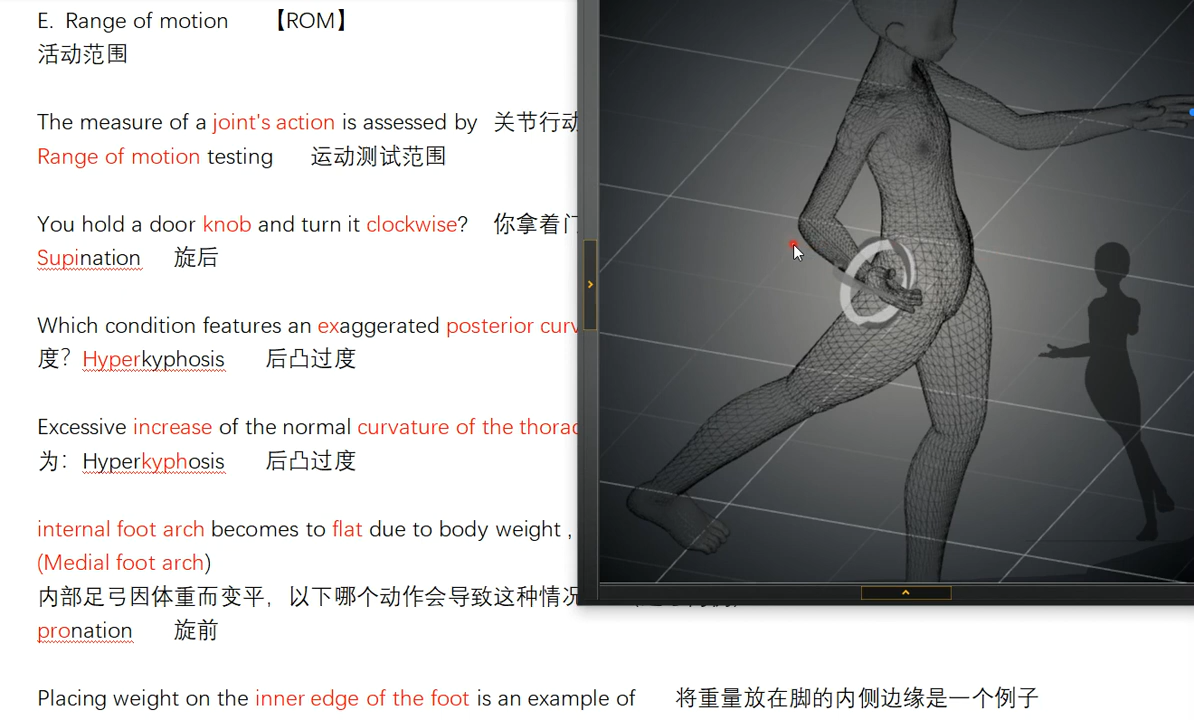 E. Range of motion 【ROM】
活动范围
The measure of a joint's action is assessed by 关节行动
Range of motion testing 运动测试范围
You hold a door knob and turn it clockwise? 你拿着门
Supination 旋后
Which condition features an exaggerated posterior curv
度？Hyperkyphosis 后凸过度
Excessive increase of the normal curvature of the thorac
为：Hyperkyphosis 后凸过度
internal foot arch becomes to flat due to body weight ,
(Medial foot arch)
内部足弓因体重而变平，以下哪个动作会导致这种情况
pronation 旋前
Placing weight on the inner edge of the foot is an example of 将重量放在脚的内侧边缘是一个例子